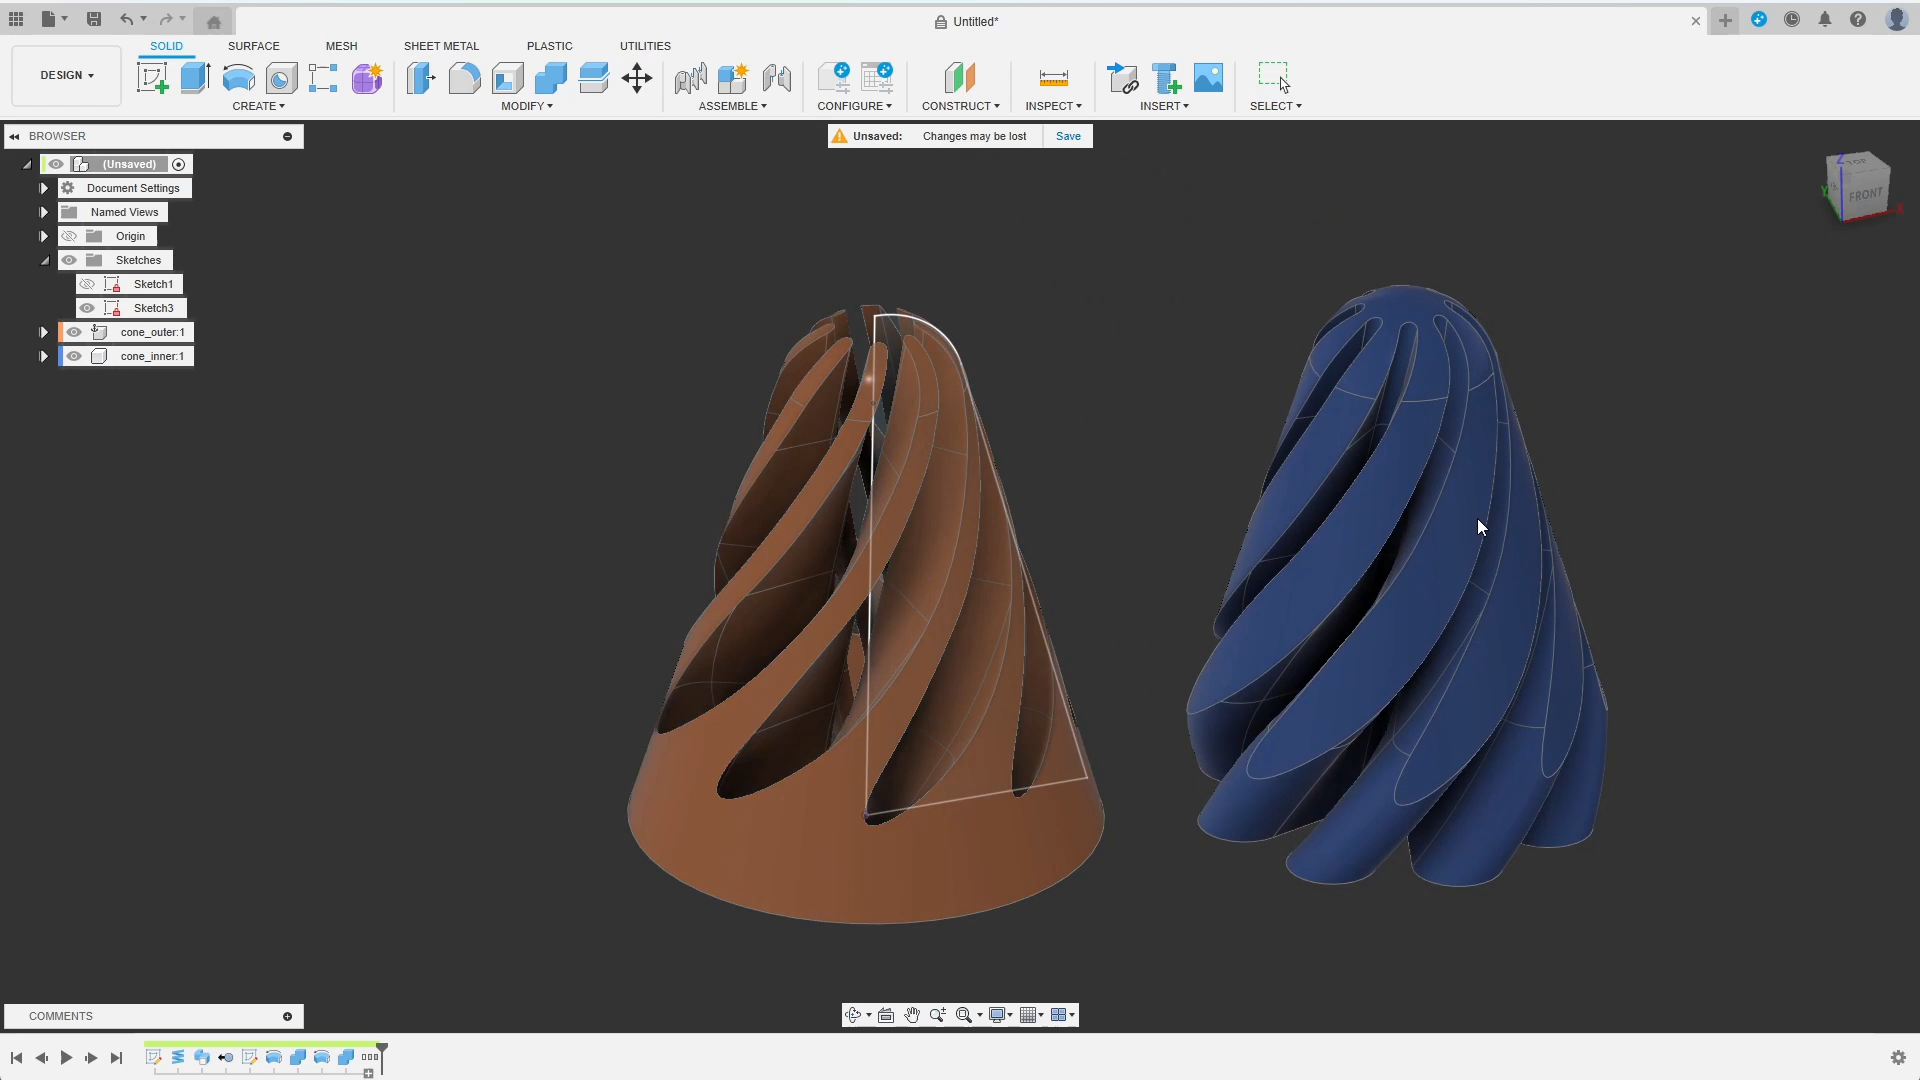 Untitled*
SOLID SURFACE MESH SHEET METAL PLASTIC UTILITIES
DESIGN
CREATE MODIFY ASSEMBLE CONFIGURE CONSTRUCT INSPECT INSERT SELECT
BROWSER
Unsaved: Changes may be lost Save
(Unsaved)
Document Settings
Named Views
Origin
Sketches
Sketch1
Sketch3
cone_outer:1
cone_inner:1
TOP
FRONT
Z
Y
X
COMMENTS